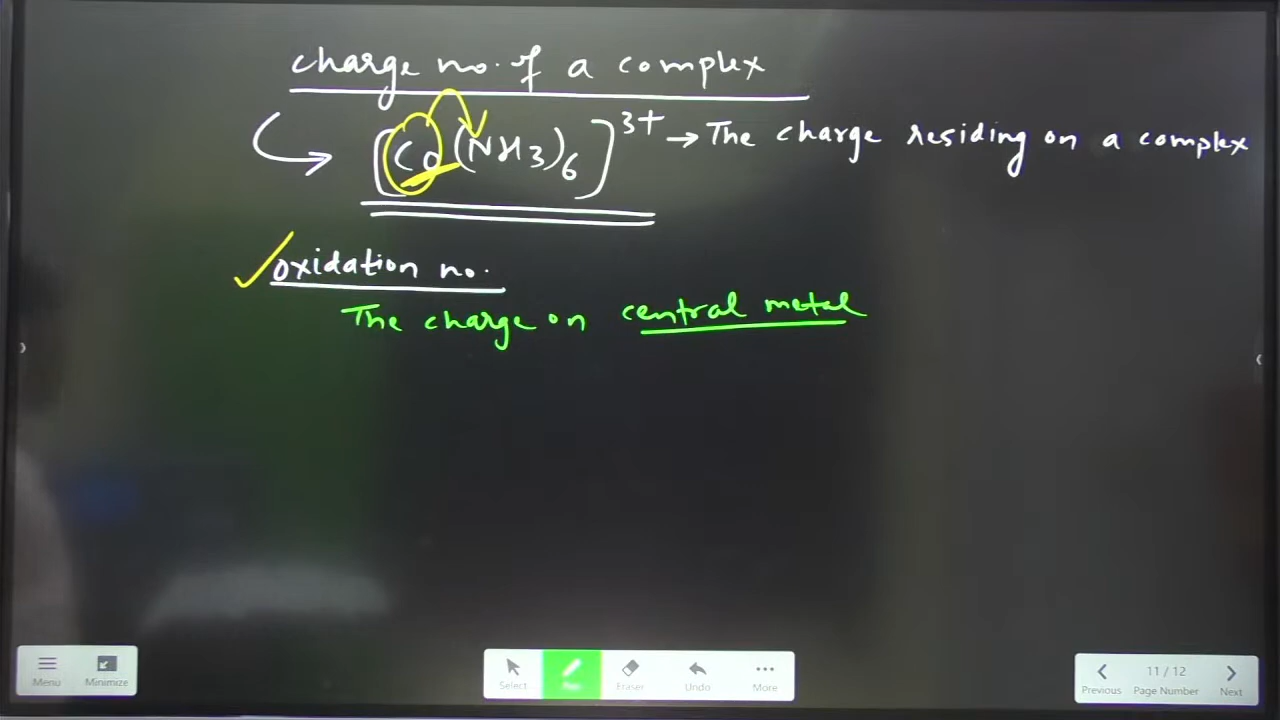 charge no. of a complex
[Co(NH3)6]3+ → The charge residing on a complex
oxidation no.
The charge on central metal
Menu
Minimize
Select
Pen
Eraser
Undo
More
Previous
11 / 12
Page Number
Next